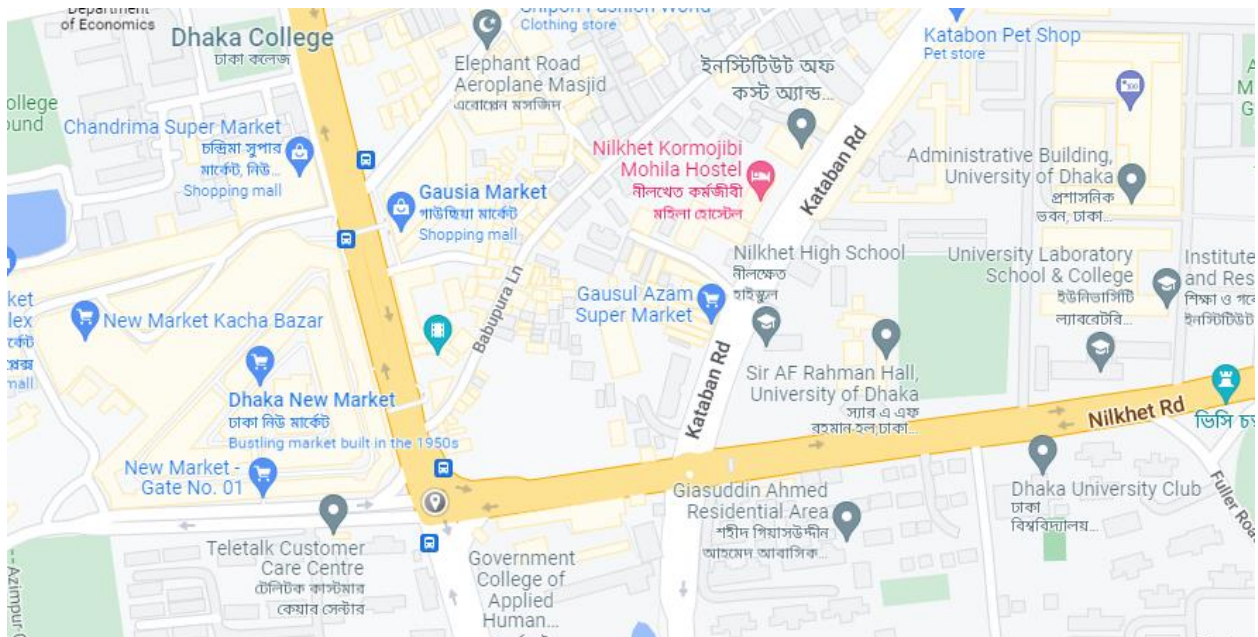 Department
of Economics
Dhaka College
ঢাকা কলেজ
Clothing store
Elephant Road
Aeroplane Masjid
এরোপ্লেন মসজিদ
Katabon Pet Shop
Pet store
ইনস্টিটিউট অফ
কস্ট অ্যান্ড...
Chandrima Super Market
চন্দ্রিমা সুপার
মার্কেট, নিউ...
Shopping mall
Gausia Market
গাউছিয়া মার্কেট
Shopping mall
Nilkhet Kormojibi
Mohila Hostel
নীলখেত কর্মজীবী
মহিলা হোস্টেল
Kataban Rd
Administrative Building,
University of Dhaka
প্রশাসনিক
ভবন, ঢাকা...
Nilkhet High School
নীলক্ষেত
হাইস্কুল
University Laboratory
School & College
ইউনিভার্সিটি
ল্যাবরেটরি...
Institute
and Res
শিক্ষা ও গবে
ইনস্টিটিউট
New Market Kacha Bazar
Babupura Ln
Gausul Azam
Super Market
Kataban Rd
Sir AF Rahman Hall,
University of Dhaka
স্যার এ এফ
রহমান হল,ঢাকা...
Dhaka New Market
ঢাকা নিউ মার্কেট
Bustling market built in the 1950s
Nilkhet Rd
ভিসি চত্ব
New Market -
Gate No. 01
Giasuddin Ahmed
Residential Area
শহীদ গিয়াসউদ্দীন
আহমেদ আবাসিক...
Dhaka University Club
ঢাকা
বিশ্ববিদ্যালয়...
Fuller Road
Teletalk Customer
Care Centre
টেলিটক কাস্টমার
কেয়ার সেন্টার
Government
College of
Applied
Human...
- Azimpur